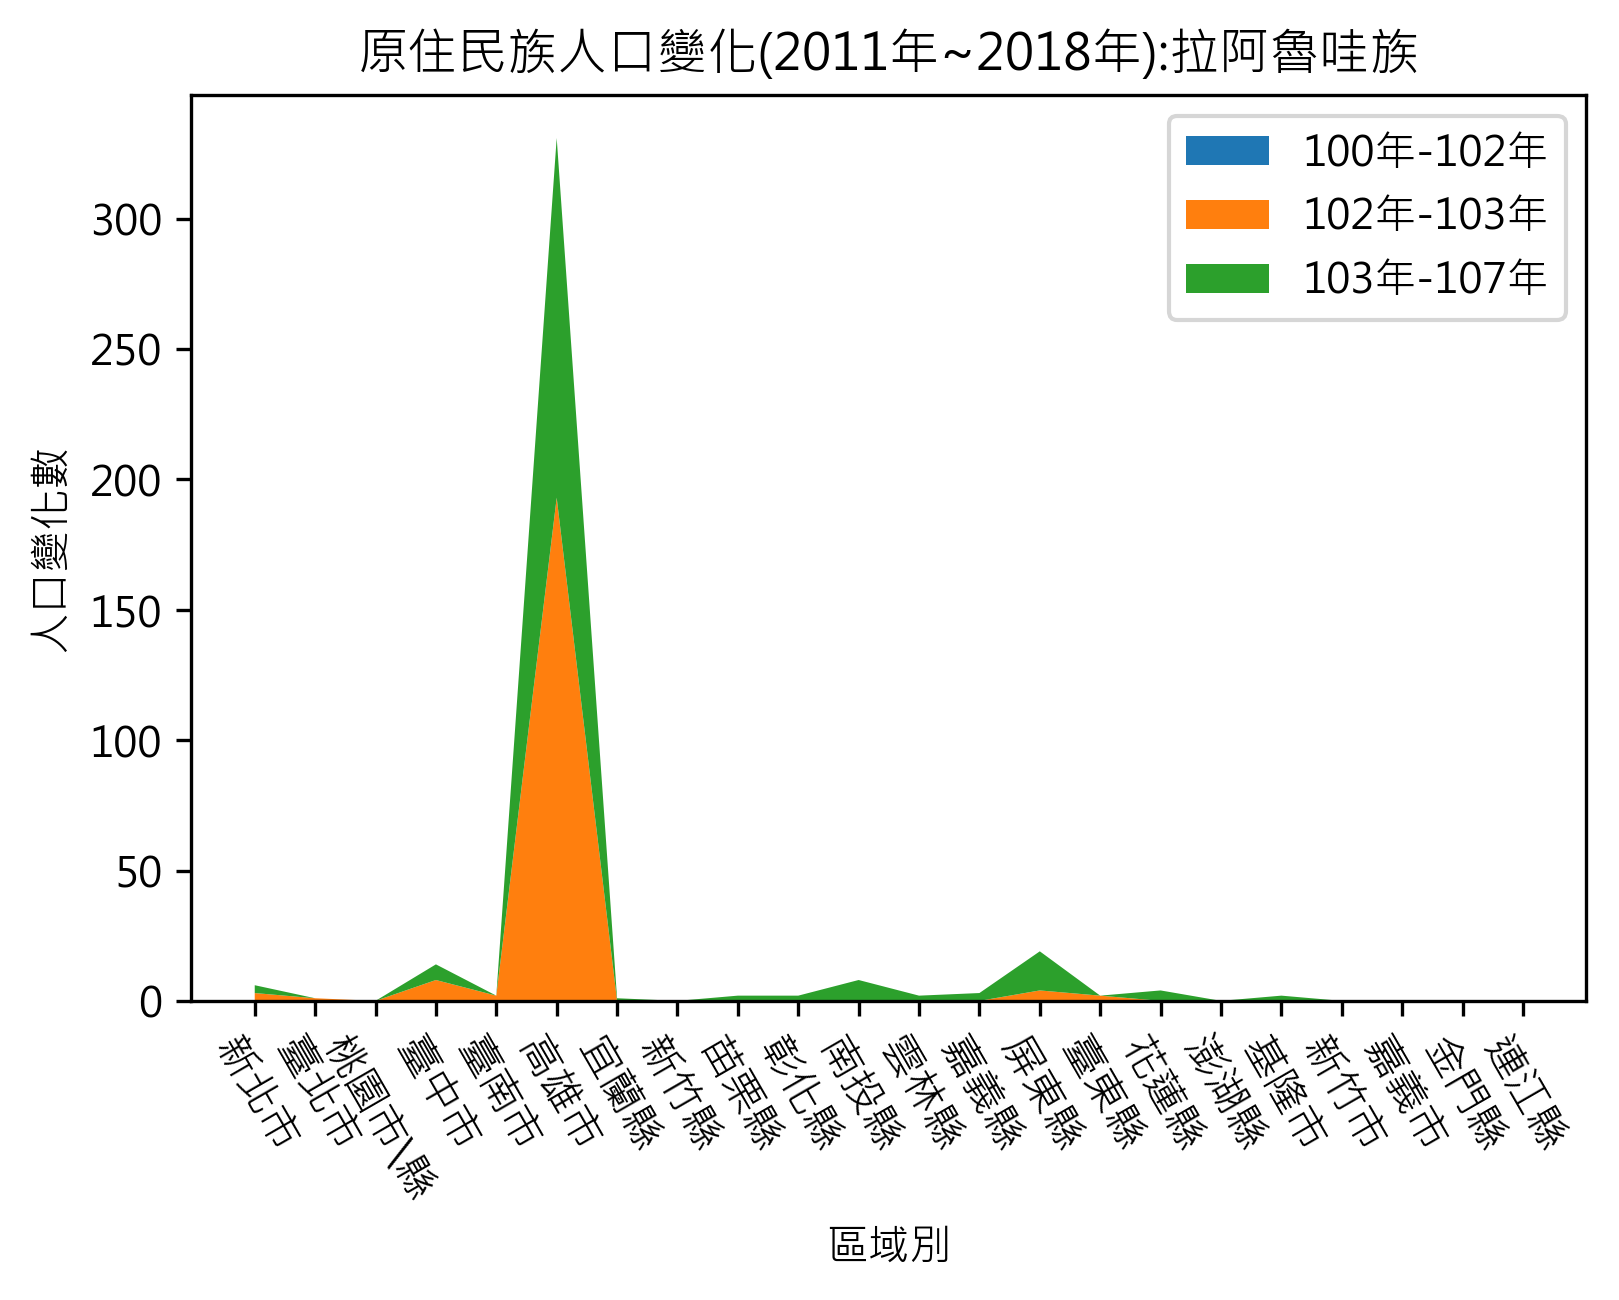 原住民族人口變化(2011年~2018年):拉阿魯哇族
100年-102年
102年-103年
103年-107年
人口變化數
300
250
200
150
100
50
0
新北市
臺北市
桃園市\縣
臺中市
臺南市
高雄市
宜蘭縣
新竹縣
苗栗縣
彰化縣
南投縣
雲林縣
嘉義縣
屏東縣
臺東縣
花蓮縣
澎湖縣
基隆市
新竹市
嘉義市
金門縣
連江縣
區域別